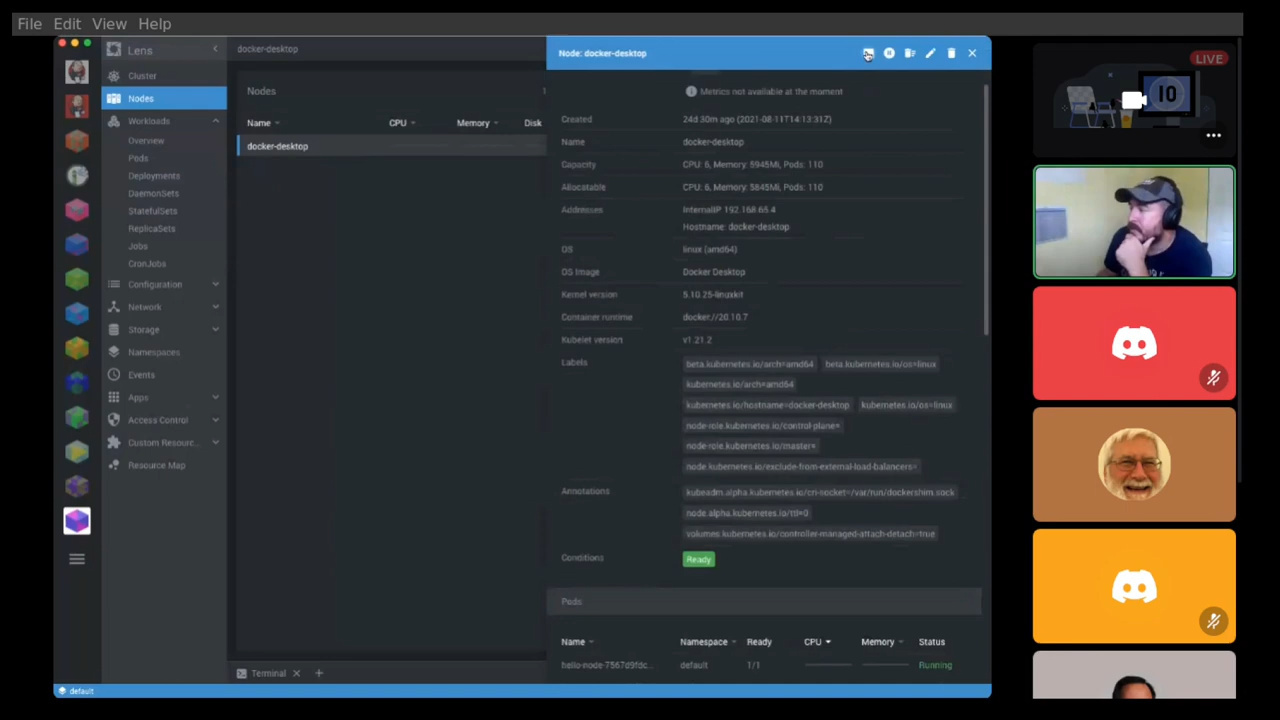 File Edit View Help
Lens
docker-desktop
Node: docker-desktop
LIVE
Cluster
Nodes
Workloads
Overview
Pods
Deployments
DaemonSets
StatefulSets
ReplicaSets
Jobs
CronJobs
Configuration
Network
Storage
Namespaces
Events
Apps
Access Control
Custom Resourc...
Resource Map
Nodes
Name CPU Memory Disk
docker-desktop
Metrics not available at the moment
Created 24d 30m ago (2021-08-11T14:13:31Z)
Name docker-desktop
Capacity CPU: 6, Memory: 5945Mi, Pods: 110
Allocatable CPU: 6, Memory: 5845Mi, Pods: 110
Addresses InternalIP 192.168.65.4
Hostname: docker-desktop
OS linux (amd64)
OS Image Docker Desktop
Kernel version 5.10.25-linuxkit
Container runtime docker://20.10.7
Kubelet version v1.21.2
Labels beta.kubernetes.io/arch=amd64 beta.kubernetes.io/os=linux
kubernetes.io/arch=amd64
kubernetes.io/hostname=docker-desktop kubernetes.io/os=linux
node-role.kubernetes.io/control-plane=
node-role.kubernetes.io/master=
node.kubernetes.io/exclude-from-external-load-balancers=
Annotations kubeadm.alpha.kubernetes.io/cri-socket=/var/run/dockershim.sock
node.alpha.kubernetes.io/ttl=0
volumes.kubernetes.io/controller-managed-attach-detach=true
Conditions Ready
Pods
Name Namespace Ready CPU Memory Status
hello-node-7567d9fdc... default 1/1 Running
Terminal
default